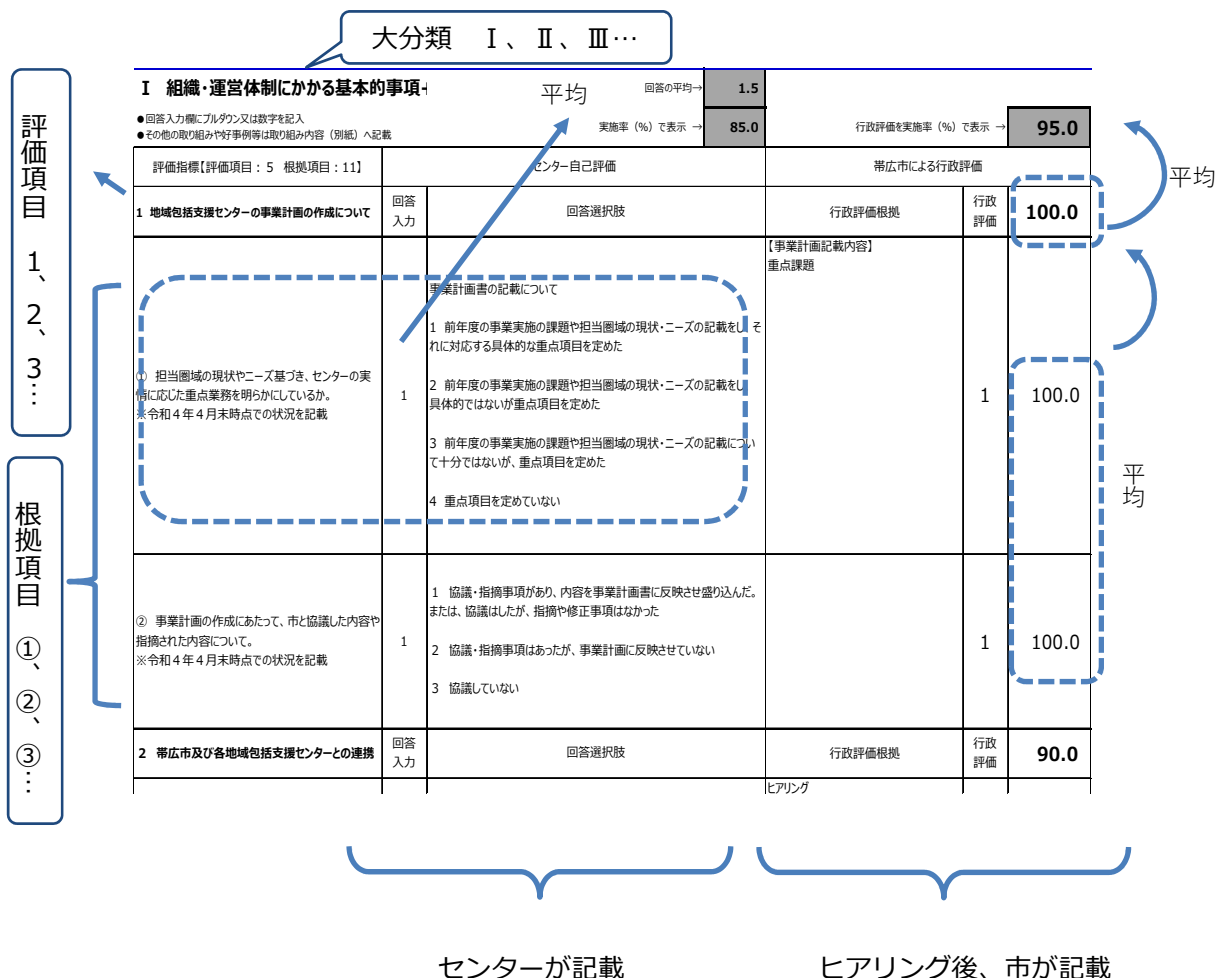 大分類 Ⅰ、Ⅱ、Ⅲ…
評価項目 1、2、3…
根拠項目 ①、②、③…
Ⅰ 組織・運営体制にかかる基本的事項
平均
回答の平均→
1.5
●回答入力欄にプルダウン又は数字を記入
●その他の取り組みや好事例等は取り組み内容（別紙）へ記載
実施率（%）で表示 →
85.0
行政評価を実施率（%）で表示 →
95.0
平均
評価指標【評価項目：5 根拠項目：11】
センター自己評価
帯広市による行政評価
1 地域包括支援センターの事業計画の作成について
回答
入力
回答選択肢
行政評価根拠
行政
評価
100.0
① 担当圏域の現状やニーズ基づき、センターの実
情に応じた重点業務を明らかにしているか。
※令和４年４月末時点での状況を記載
1
事業計画書の記載について
1 前年度の事業実施の課題や担当圏域の現状・ニーズの記載をし、そ
れに対応する具体的な重点項目を定めた
2 前年度の事業実施の課題や担当圏域の現状・ニーズの記載をし、
具体的ではないが重点項目を定めた
3 前年度の事業実施の課題や担当圏域の現状・ニーズの記載につい
て十分ではないが、重点項目を定めた
4 重点項目を定めていない
【事業計画記載内容】
重点課題
1
100.0
平均
② 事業計画の作成にあたって、市と協議した内容や
指摘された内容について。
※令和４年４月末時点での状況を記載
1
1 協議・指摘事項があり、内容を事業計画書に反映させ盛り込んだ。
または、協議はしたが、指摘や修正事項はなかった
2 協議・指摘事項はあったが、事業計画に反映させていない
3 協議していない
1
100.0
2 帯広市及び各地域包括支援センターとの連携
回答
入力
回答選択肢
行政評価根拠
行政
評価
90.0
ヒアリング
センターが記載
ヒアリング後、市が記載